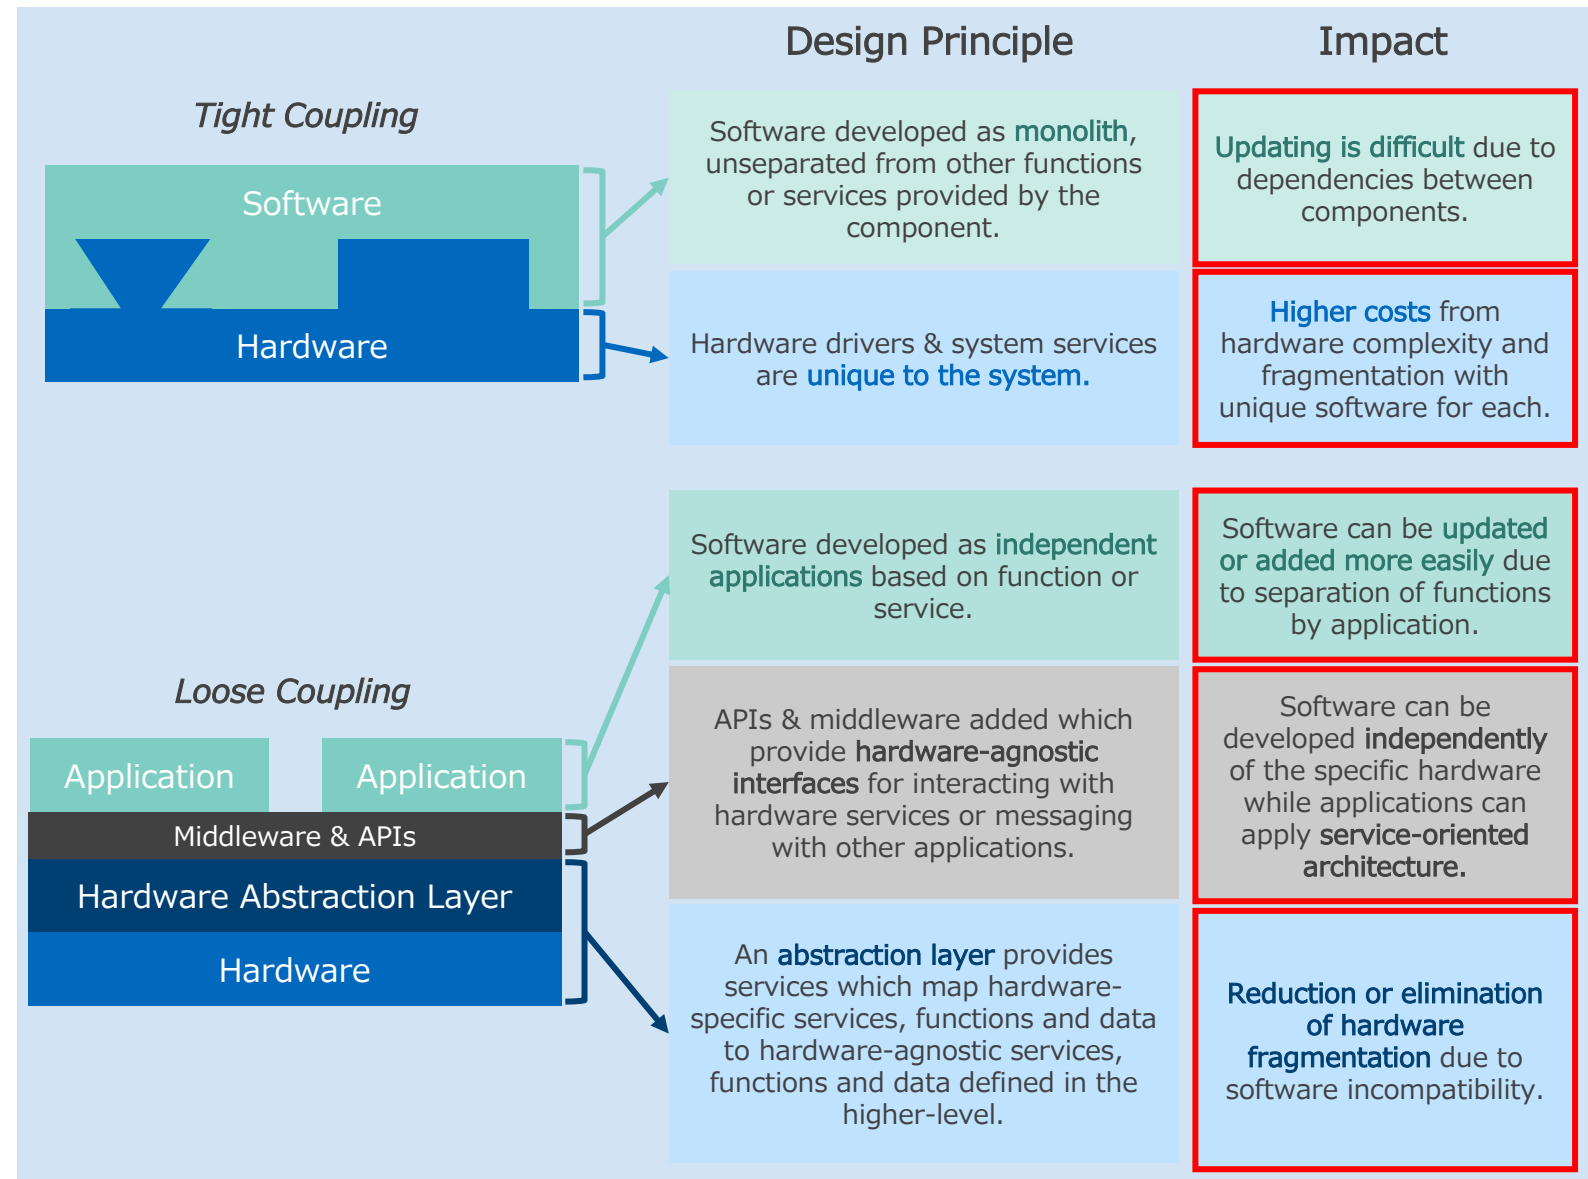 Design Principle
Impact
Tight Coupling
Software
Hardware
Software developed as monolith,
unseparated from other functions
or services provided by the
component.
Updating is difficult due to
dependencies between
components.
Hardware drivers & system services
are unique to the system.
Higher costs from
hardware complexity and
fragmentation with
unique software for each.
Loose Coupling
Application
Application
Middleware & APIs
Hardware Abstraction Layer
Hardware
Software developed as independent
applications based on function or
service.
Software can be updated
or added more easily due
to separation of functions
by application.
APIs & middleware added which
provide hardware-agnostic
interfaces for interacting with
hardware services or messaging
with other applications.
Software can be
developed independently
of the specific hardware
while applications can
apply service-oriented
architecture.
An abstraction layer provides
services which map hardware-
specific services, functions and data
to hardware-agnostic services,
functions and data defined in the
higher-level.
Reduction or elimination
of hardware
fragmentation due to
software incompatibility.